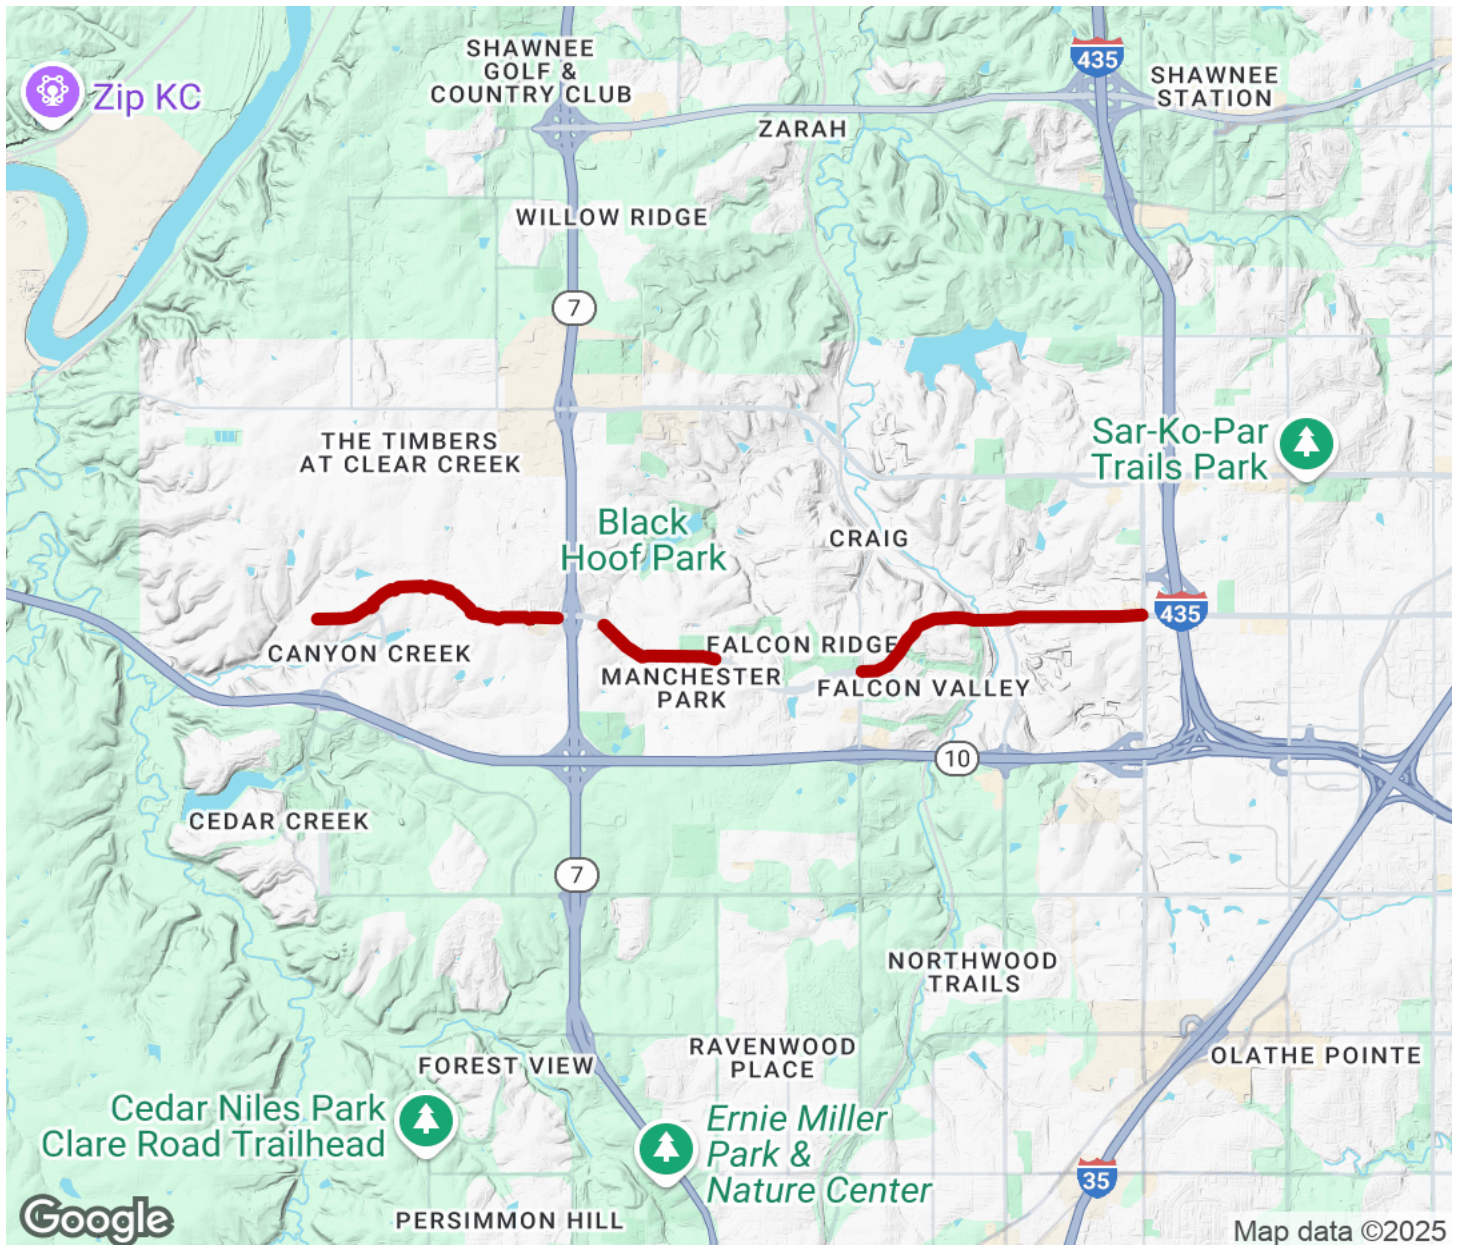 SHAWNEE
GOLF &
COUNTRY CLUB
435
SHAWNEE
STATION
Zip KC
ZARAH
WILLOW RIDGE
7
THE TIMBERS
AT CLEAR CREEK
Sar-Ko-Par
Trails Park
Black
Hoof Park
CRAIG
435
CANYON CREEK
FALCON RIDGE
MANCHESTER
PARK
FALCON VALLEY
10
CEDAR CREEK
7
NORTHWOOD
TRAILS
RAVENWOOD
PLACE
OLATHE POINTE
FOREST VIEW
Cedar Niles Park
Clare Road Trailhead
Ernie Miller
Park &
Nature Center
35
PERSIMMON HILL
Google
Map data ©2025